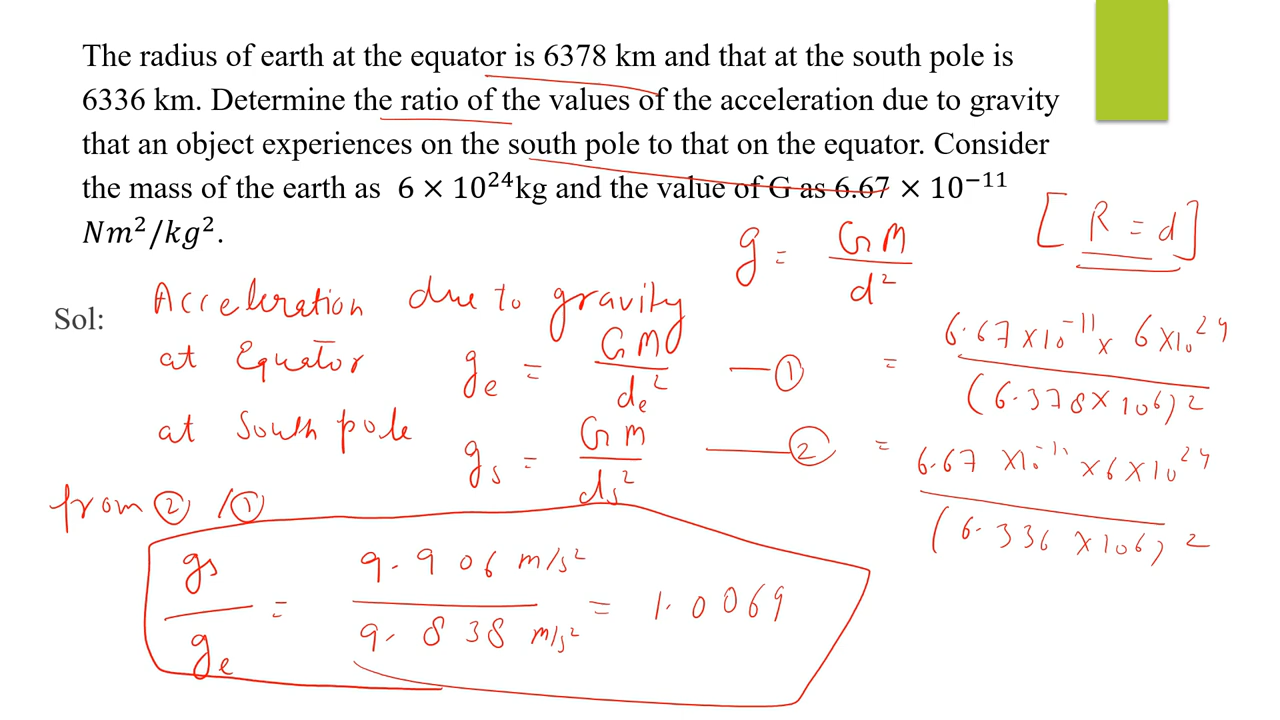 The radius of earth at the equator is 6378 km and that at the south pole is
6336 km. Determine the ratio of the values of the acceleration due to gravity
that an object experiences on the south pole to that on the equator. Consider
the mass of the earth as 6 × 10²⁴kg and the value of G as 6.67 × 10⁻¹¹
Nm²/kg².
[R = d]
g = GM/d²
Sol:
Acceleration due to gravity
at Equator gₑ = GM/dₑ² —① = 6.67×10⁻¹¹ × 6×10²⁴/(6.378×10⁶)²
at South pole gₛ = GM/dₛ² —② = 6.67×10⁻¹¹×6×10²⁴/(6.336×10⁶)²
from ②/①
gₛ/gₑ = 9.906 m/s²/9.838 m/s² = 1.0069